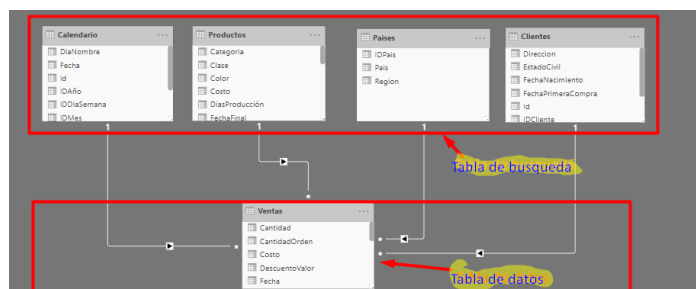 Calendario
DiaNombre
Fecha
Id
IDAño
IDDiaSemana
IDMes
Productos
Categoria
Clase
Color
Costo
DiasProducción
FechaFinal
Paises
IDPais
Pais
Region
Clientes
Direccion
EstadoCivil
FechaNacimiento
FechaPrimeraCompra
Id
IDCliente
1
1
1
1
Tabla de busqueda
Ventas
Cantidad
CantidadOrden
Costo
DescuentoValor
Fecha
Tabla de datos